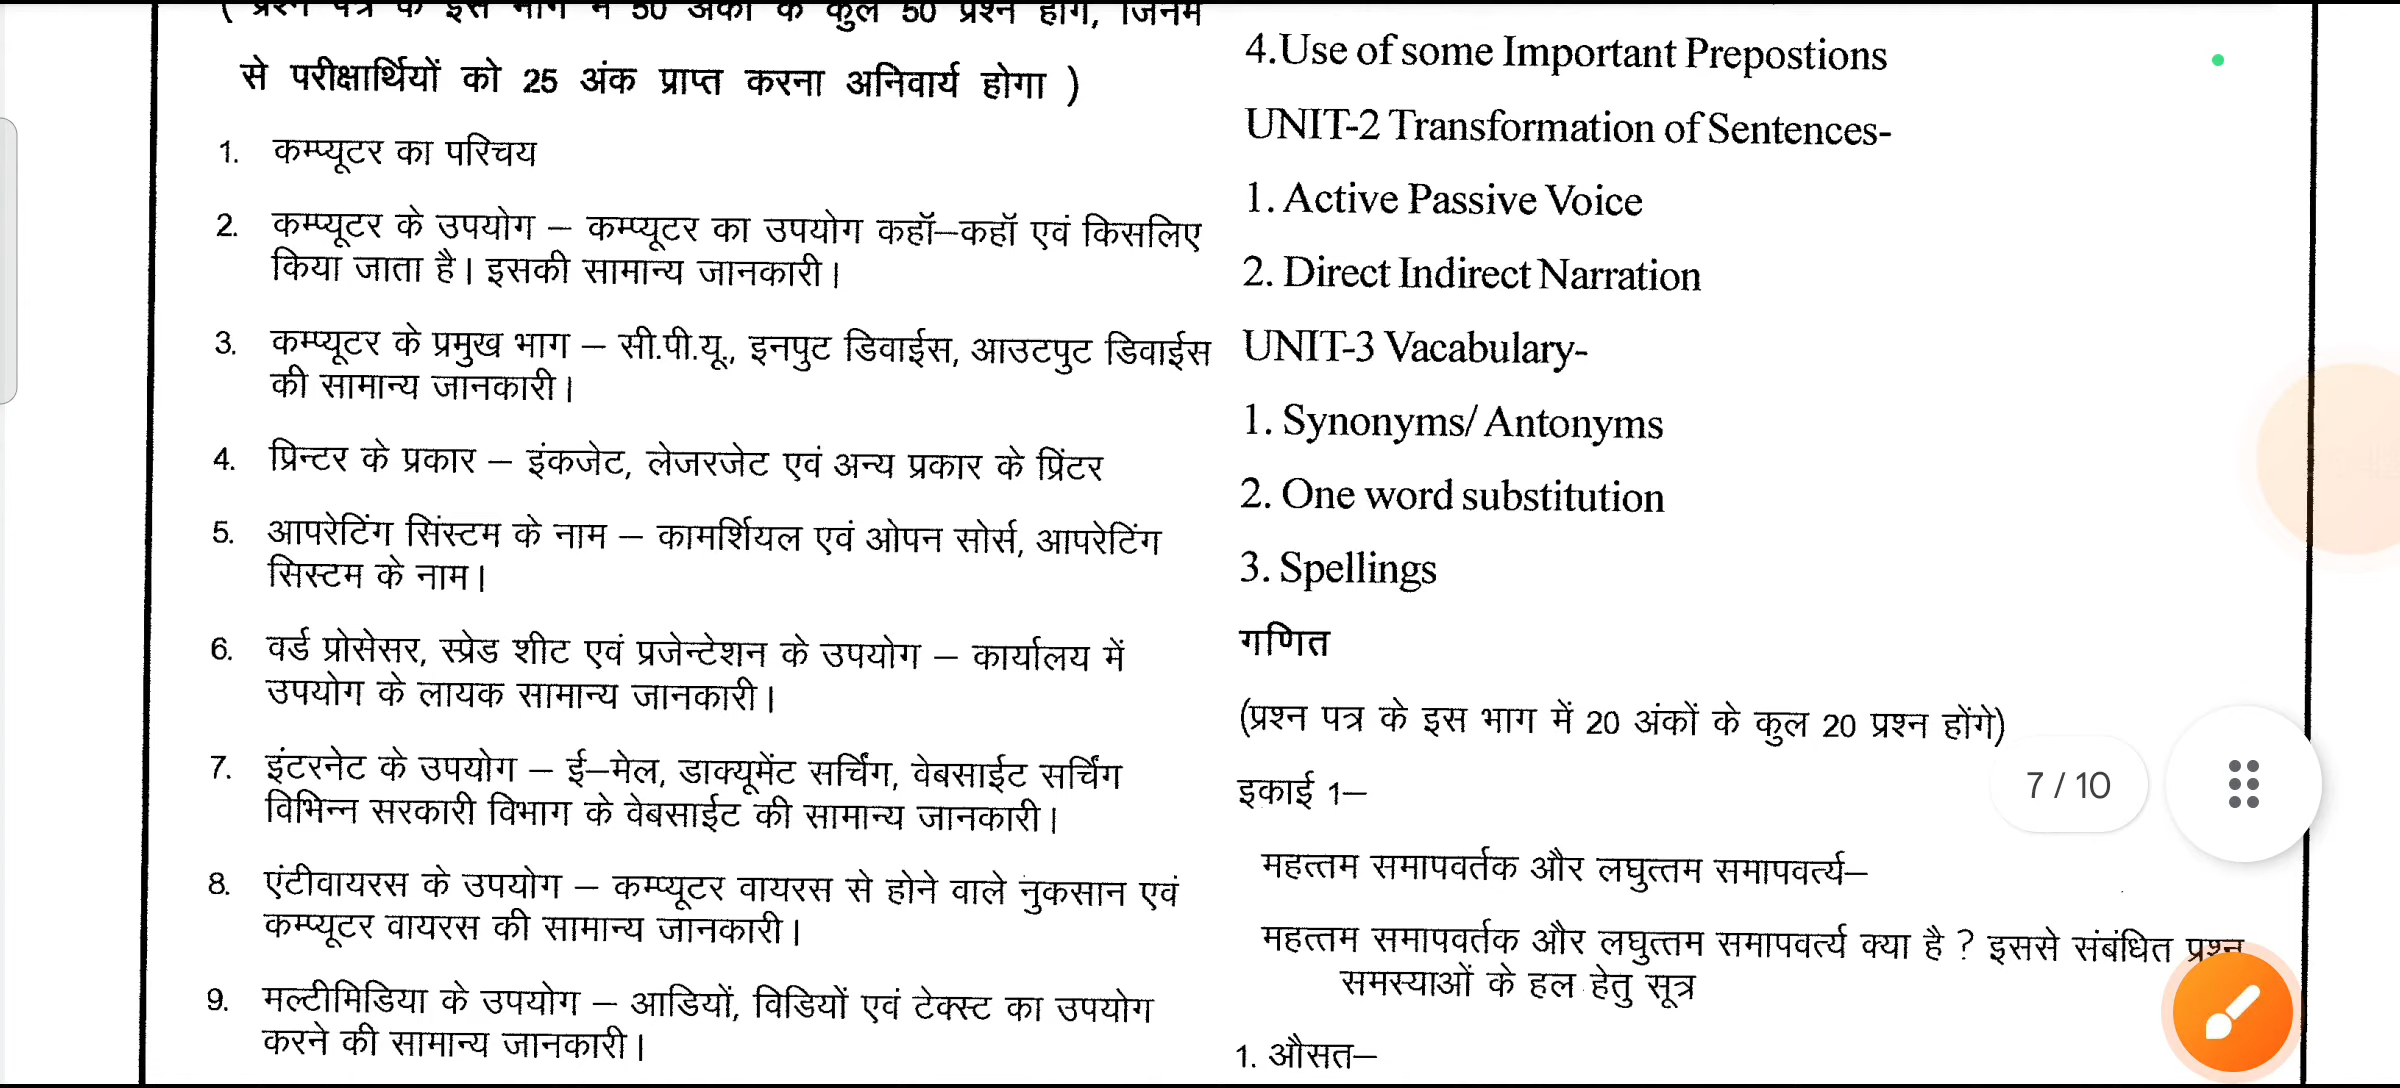 ( प्रश्न पत्र के इस भाग में 50 अंकों के कुल 50 प्रश्न होंगे, जिनमें
से परीक्षार्थियों को 25 अंक प्राप्त करना अनिवार्य होगा )
1. कम्प्यूटर का परिचय
2. कम्प्यूटर के उपयोग – कम्प्यूटर का उपयोग कहॉ–कहॉ एवं किसलिए
किया जाता है। इसकी सामान्य जानकारी।
3. कम्प्यूटर के प्रमुख भाग – सी.पी.यू., इनपुट डिवाईस, आउटपुट डिवाईस
की सामान्य जानकारी।
4. प्रिन्टर के प्रकार – इंकजेट, लेजरजेट एवं अन्य प्रकार के प्रिंटर
5. आपरेटिंग सिंस्टम के नाम – कामर्शियल एवं ओपन सोर्स, आपरेटिंग
सिस्टम के नाम।
6. वर्ड प्रोसेसर, स्प्रेड शीट एवं प्रजेन्टेशन के उपयोग – कार्यालय में
उपयोग के लायक सामान्य जानकारी।
7. इंटरनेट के उपयोग – ई–मेल, डाक्यूमेंट सर्चिंग, वेबसाईट सर्चिंग
विभिन्न सरकारी विभाग के वेबसाईट की सामान्य जानकारी।
8. एंटीवायरस के उपयोग – कम्प्यूटर वायरस से होने वाले नुकसान एवं
कम्प्यूटर वायरस की सामान्य जानकारी।
9. मल्टीमिडिया के उपयोग – आडियों, विडियों एवं टेक्स्ट का उपयोग
करने की सामान्य जानकारी।
4.Use of some Important Prepostions
UNIT-2 Transformation of Sentences-
1. Active Passive Voice
2. Direct Indirect Narration
UNIT-3 Vacabulary-
1. Synonyms/ Antonyms
2. One word substitution
3. Spellings
गणित
(प्रश्न पत्र के इस भाग में 20 अंकों के कुल 20 प्रश्न होंगे)
इकाई 1–
महत्तम समापवर्तक और लघुत्तम समापवर्त्य–
महत्तम समापवर्तक और लघुत्तम समापवर्त्य क्या है ? इससे संबंधित प्रश्न
समस्याओं के हल हेतु सूत्र
1. औसत–
7 / 10